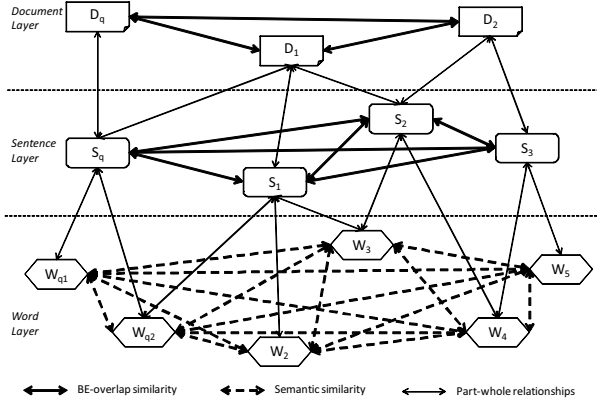 Document
Layer
Dq
D1
D2
Sentence
Layer
Sq
S1
S2
S3
Word
Layer
Wq1
Wq2
W2
W3
W4
W5
BE-overlap similarity
Semantic similarity
Part-whole relationships